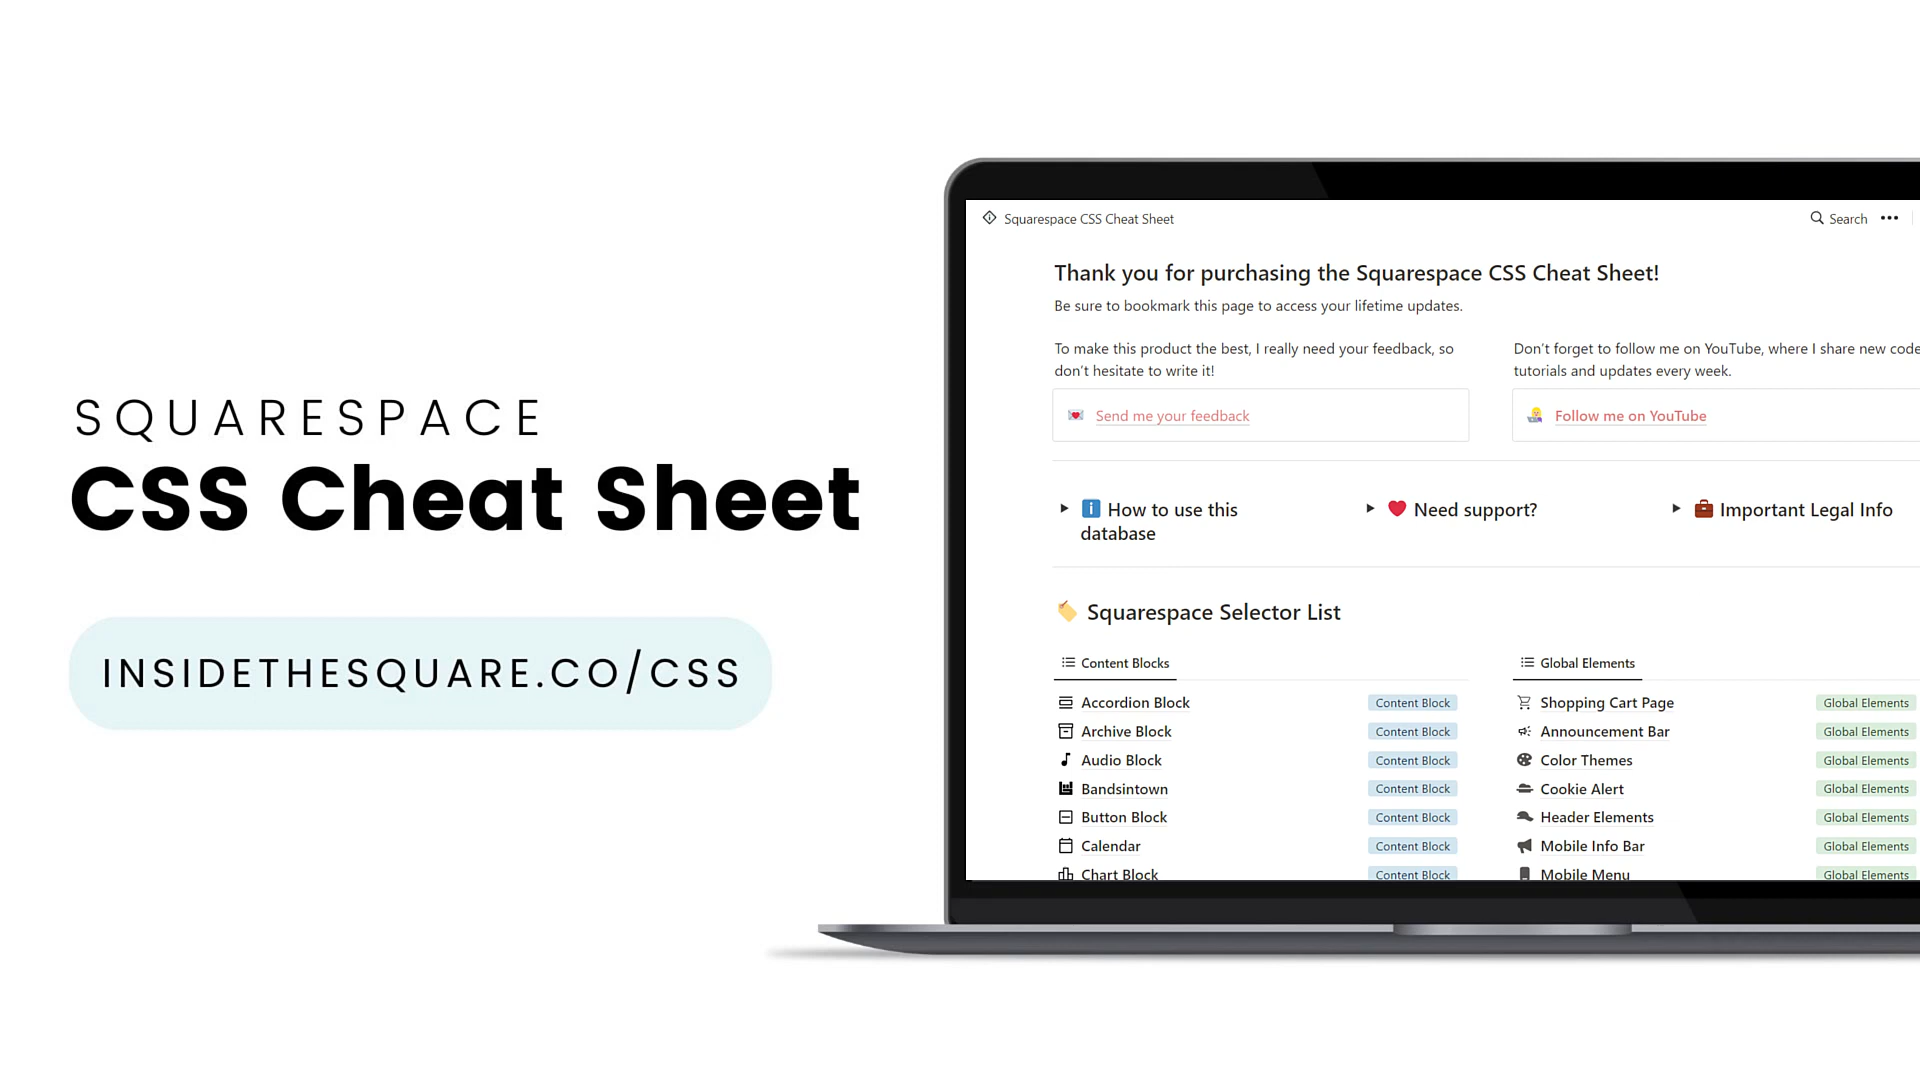 SQUARESPACE
CSS Cheat Sheet
INSIDETHESQUARE.CO/CSS
Squarespace CSS Cheat Sheet
Search
Thank you for purchasing the Squarespace CSS Cheat Sheet!
Be sure to bookmark this page to access your lifetime updates.
To make this product the best, I really need your feedback, so
don't hesitate to write it!
Send me your feedback
Don't forget to follow me on YouTube, where I share new code
tutorials and updates every week.
Follow me on YouTube
How to use this
database
Need support?
Important Legal Info
Squarespace Selector List
Content Blocks
Accordion Block Content Block
Archive Block Content Block
Audio Block Content Block
Bandsintown Content Block
Button Block Content Block
Calendar Content Block
Chart Block Content Block
Global Elements
Shopping Cart Page Global Elements
Announcement Bar Global Elements
Color Themes Global Elements
Cookie Alert Global Elements
Header Elements Global Elements
Mobile Info Bar Global Elements
Mobile Menu Global Elements